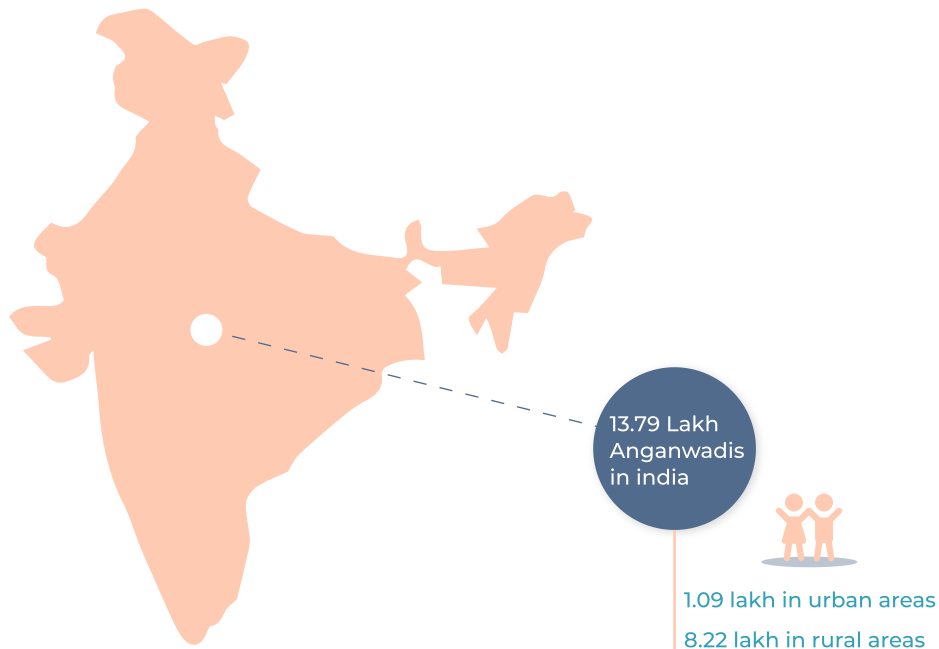 13.79 Lakh
Anganwadis
in india
1.09 lakh in urban areas
8.22 lakh in rural areas